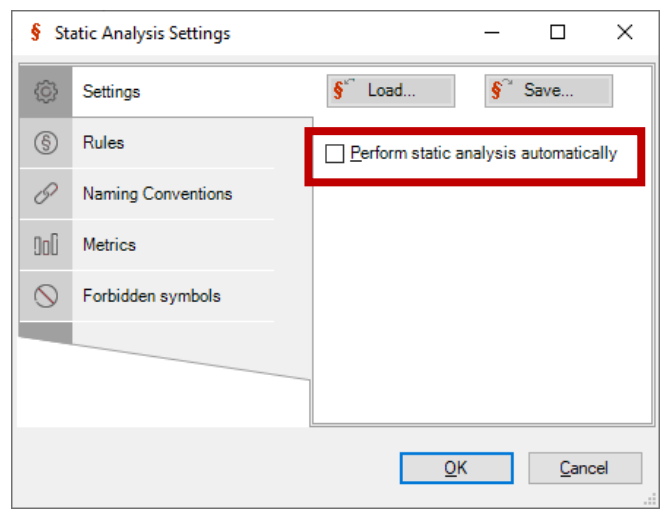 § Static Analysis Settings
Settings
§ Load...
§ Save...
§ Rules
Perform static analysis automatically
Naming Conventions
Metrics
Forbidden symbols
OK
Cancel